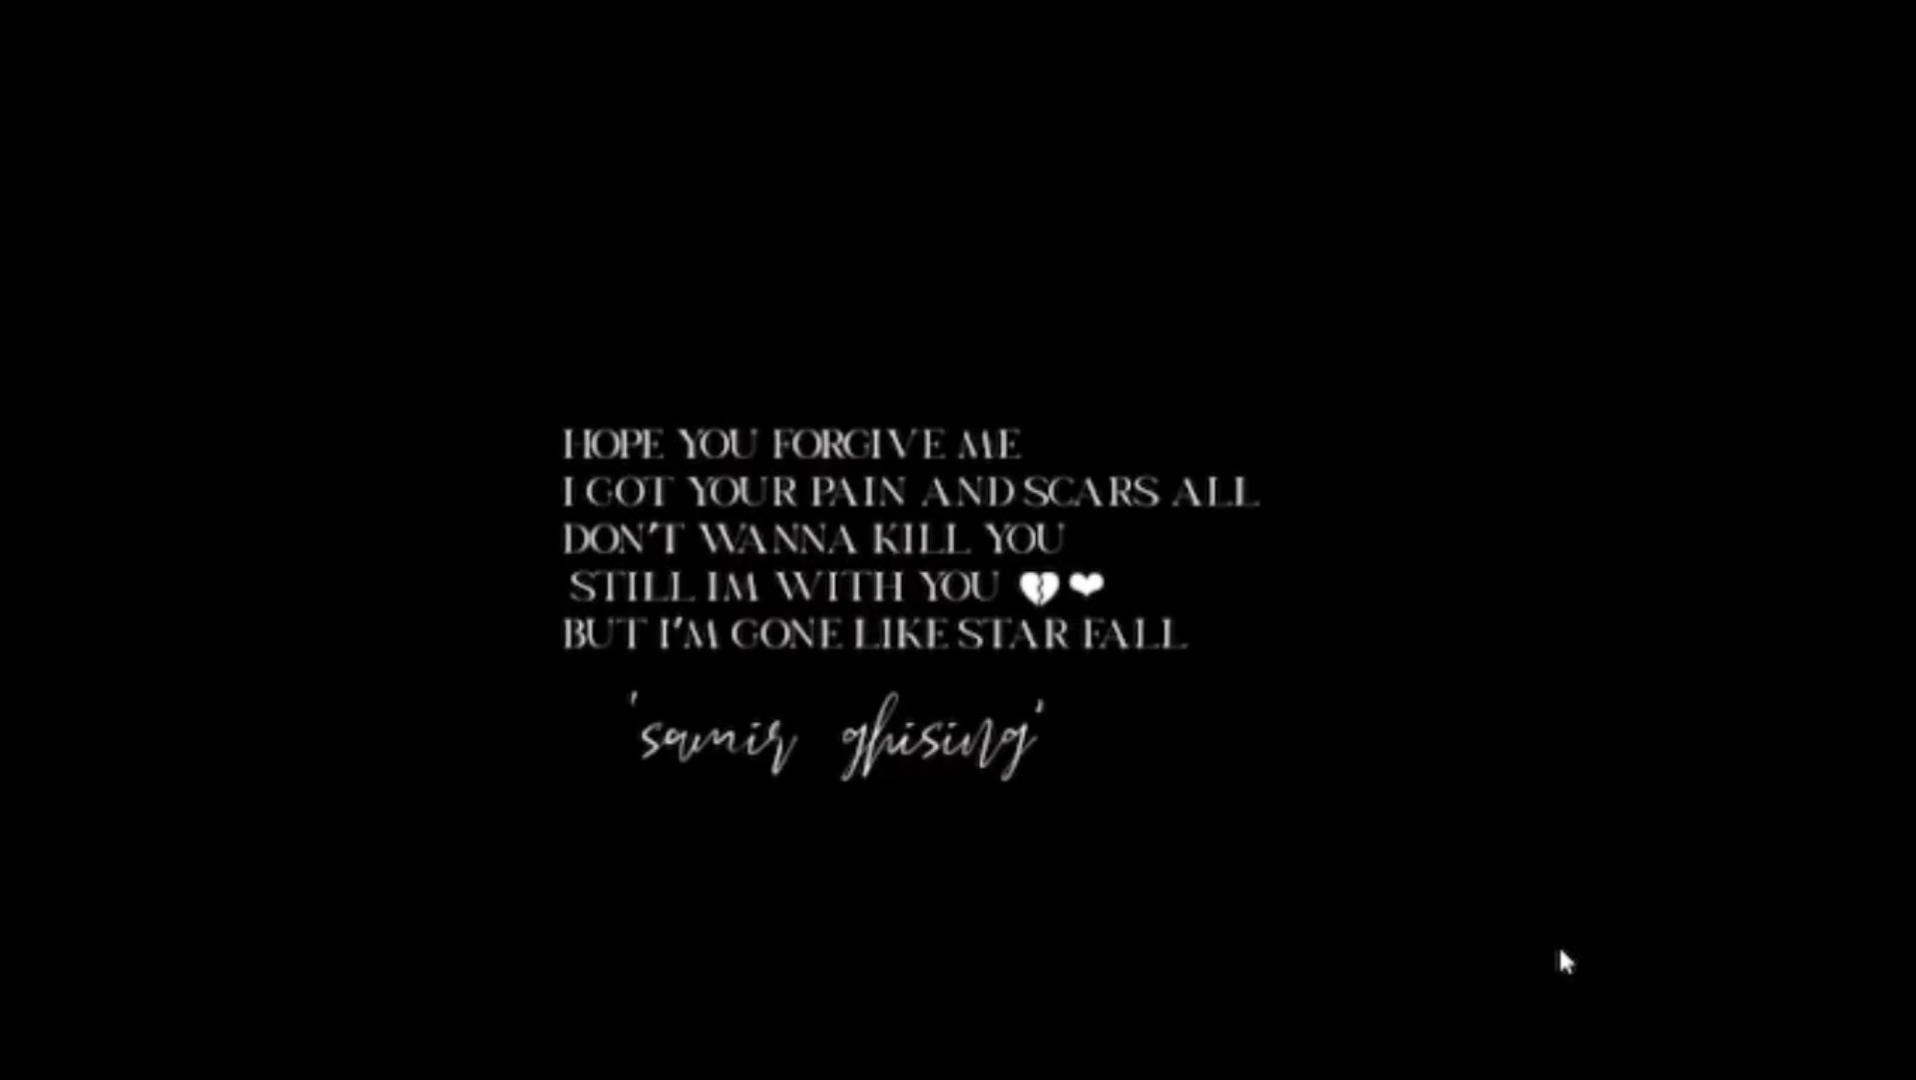 HOPE YOU FORGIVE ME
I GOT YOUR PAIN AND SCARS ALL
DON'T WANNA KILL YOU
STILL IM WITH YOU 💔❤
BUT I'M GONE LIKE STAR FALL
'samir ghising'